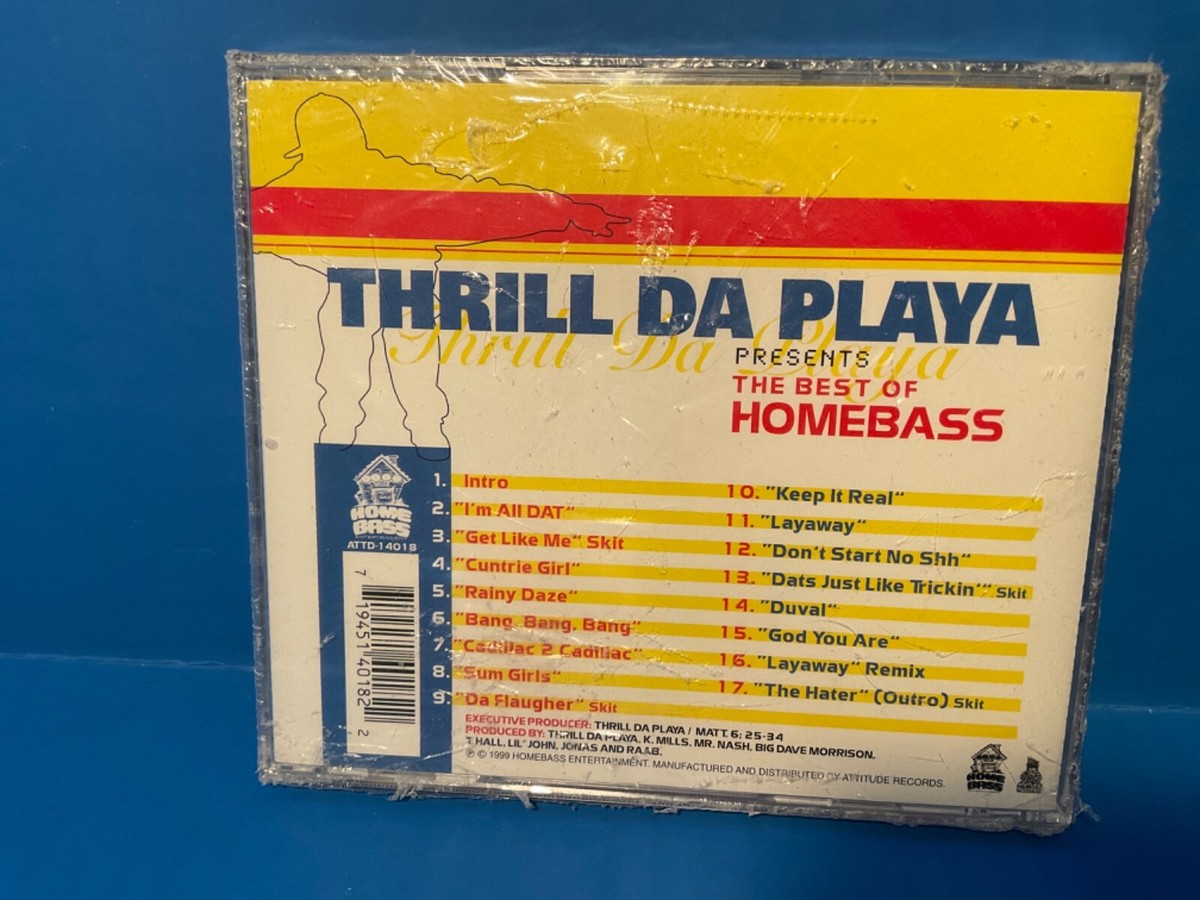 THRILL DA PLAYA
Thrill Da Playa
PRESENTS
THE BEST OF
HOMEBASS
HOME
BASS
ENTERTAINMENT
ATTD-14018
7 19451 40182 2
1. Intro
2. "I'm All DAT"
3. "Get Like Me" Skit
4. "Cuntrie Girl"
5. "Rainy Daze"
6. "Bang, Bang, Bang"
7. "Cadillac 2 Cadillac"
8. "Sum Girls"
9. "Da Flaugher" Skit
10. "Keep It Real"
11. "Layaway"
12. "Don't Start No Shh"
13. "Dats Just Like Trickin'" Skit
14. "Duval"
15. "God You Are"
16. "Layaway" Remix
17. "The Hater" (Outro) Skit
EXECUTIVE PRODUCER: THRILL DA PLAYA / MATT. 6: 25-34
PRODUCED BY: THRILL DA PLAYA, K. MILLS, MR. NASH, BIG DAVE MORRISON,
T. HALL, LIL' JOHN, JONAS AND RAAB.
℗ © 1999 HOMEBASS ENTERTAINMENT. MANUFACTURED AND DISTRIBUTED BY ATTITUDE RECORDS.
HOME
BASS